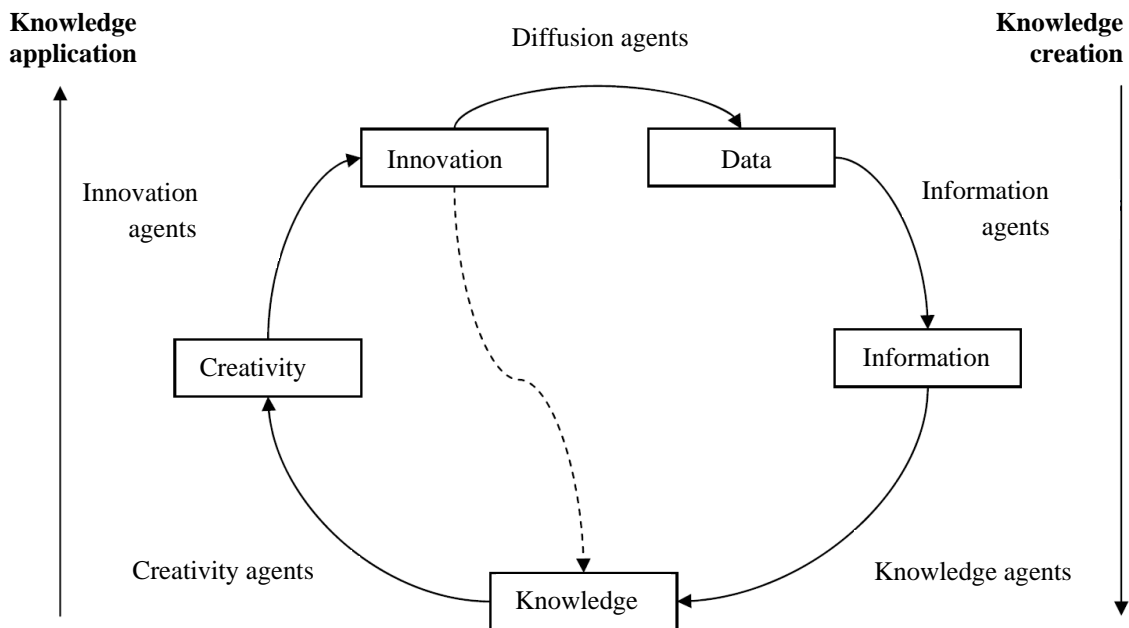 Knowledge
application
Diffusion agents
Knowledge
creation
Innovation
Data
Innovation
agents
Information
agents
Creativity
Information
Creativity agents
Knowledge agents
Knowledge